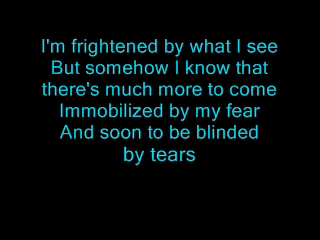 I'm frightened by what I see
But somehow I know that
there's much more to come
Immobilized by my fear
And soon to be blinded
by tears